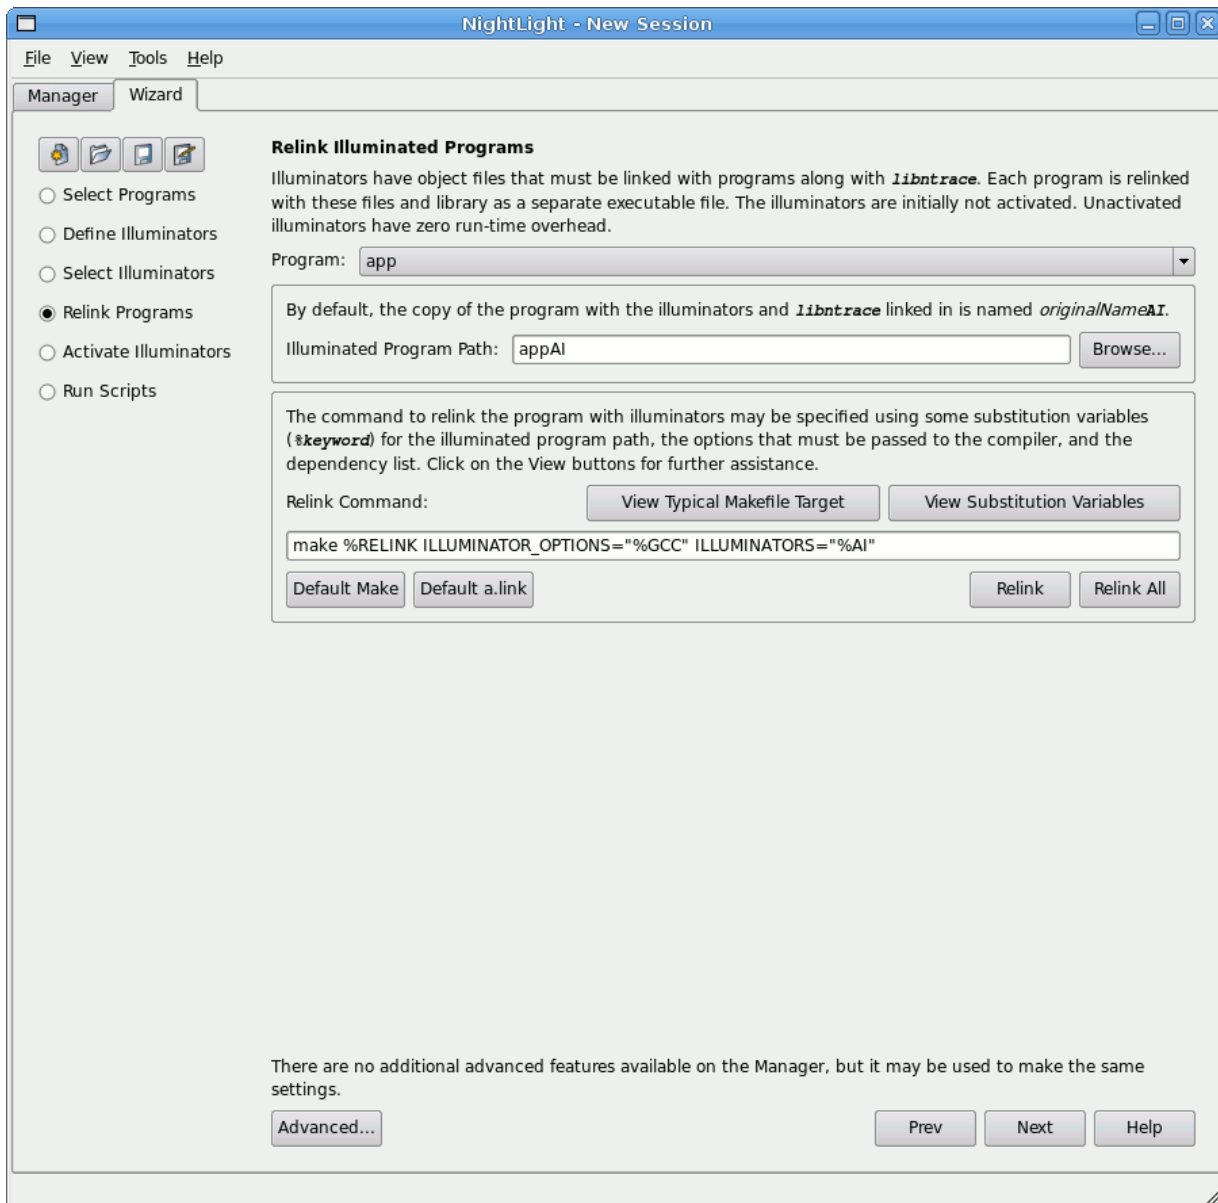 NightLight - New Session
File View Tools Help
Manager Wizard
Select Programs
Define Illuminators
Select Illuminators
Relink Programs
Activate Illuminators
Run Scripts
Relink Illuminated Programs
Illuminators have object files that must be linked with programs along with libntrace. Each program is relinked
with these files and library as a separate executable file. The illuminators are initially not activated. Unactivated
illuminators have zero run-time overhead.
Program: app
By default, the copy of the program with the illuminators and libntrace linked in is named originalNameAI.
Illuminated Program Path: appAI Browse...
The command to relink the program with illuminators may be specified using some substitution variables
(%keyword) for the illuminated program path, the options that must be passed to the compiler, and the
dependency list. Click on the View buttons for further assistance.
Relink Command: View Typical Makefile Target View Substitution Variables
make %RELINK ILLUMINATOR_OPTIONS="%GCC" ILLUMINATORS="%AI"
Default Make Default a.link Relink Relink All
There are no additional advanced features available on the Manager, but it may be used to make the same
settings.
Advanced... Prev Next Help